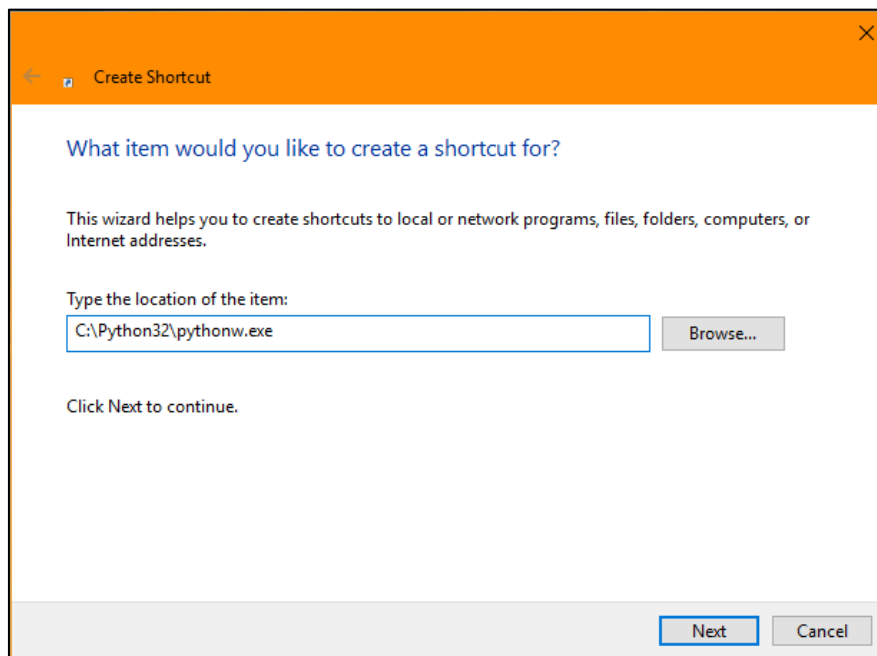 Create Shortcut
What item would you like to create a shortcut for?
This wizard helps you to create shortcuts to local or network programs, files, folders, computers, or
Internet addresses.
Type the location of the item:
C:\Python32\pythonw.exe
Browse...
Click Next to continue.
Next
Cancel